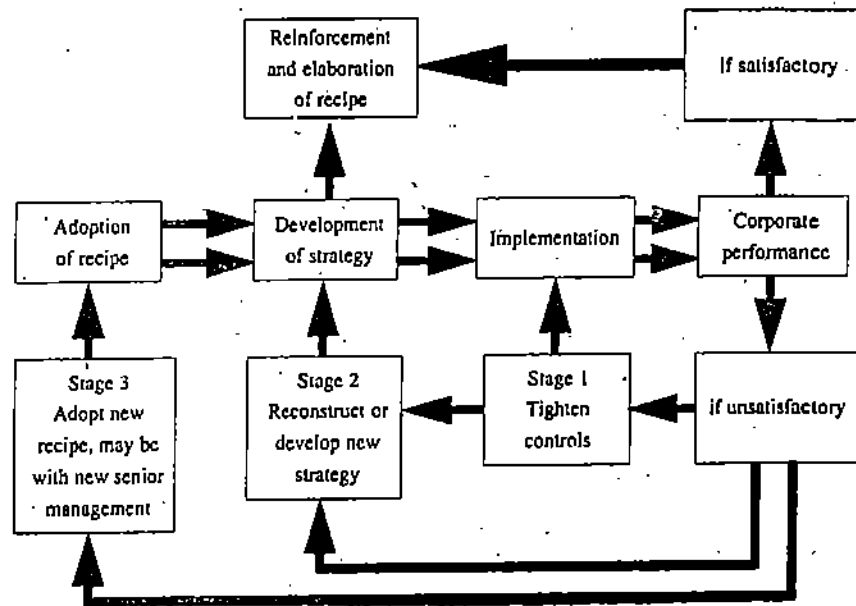 Reinforcement
and elaboration
of recipe
If satisfactory
Adoption
of recipe
Development
of strategy
Implementation
Corporate
performance
Stage 3
Adopt new
recipe, may be
with new senior
management
Stage 2
Reconstruct or
develop new
strategy
Stage 1
Tighten
controls
if unsatisfactory